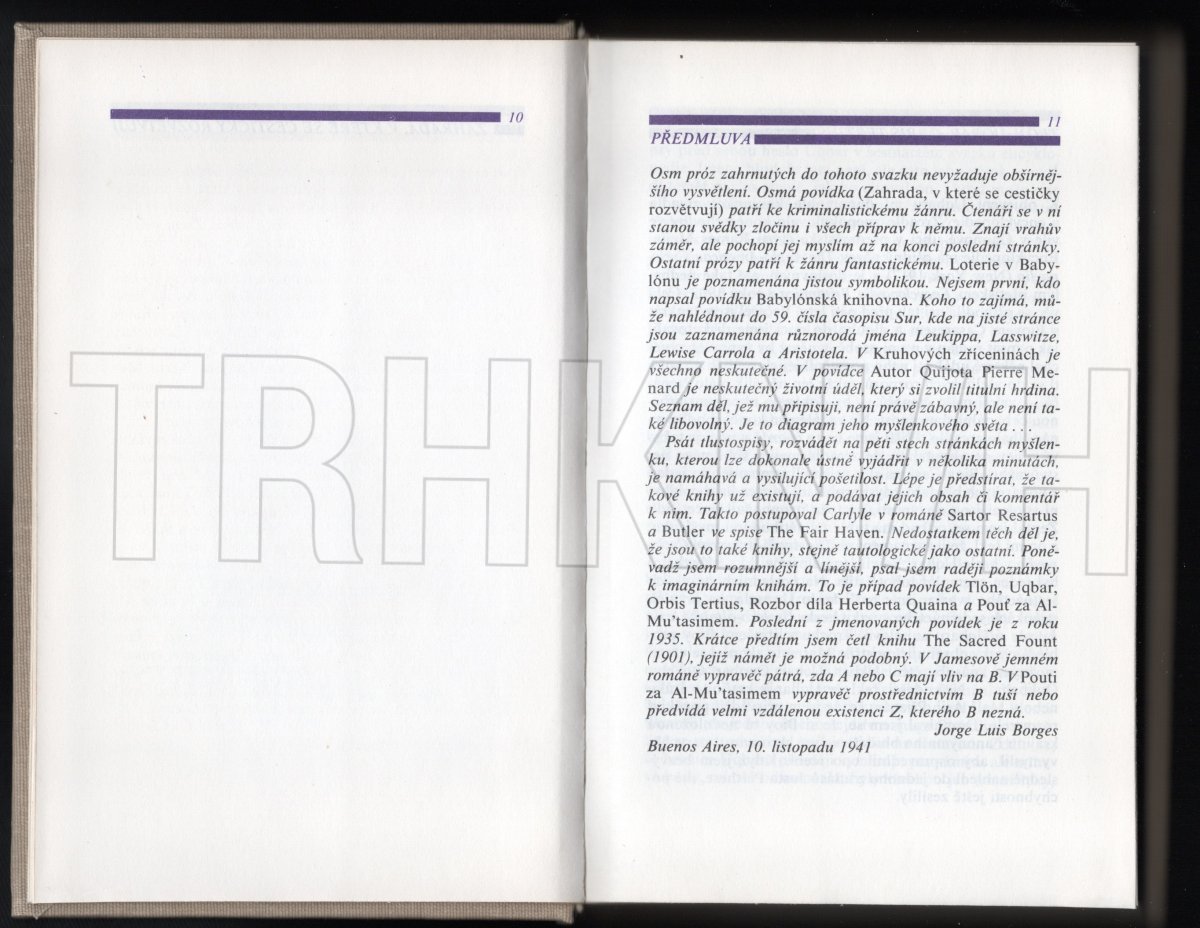 10
11
PŘEDMLUVA
Osm próz zahrnutých do tohoto svazku nevyžaduje obšírněj-
šího vysvětlení. Osmá povídka (Zahrada, v které se cestičky
rozvětvují) patří ke kriminalistickému žánru. Čtenáři se v ní
stanou svědky zločinu i všech příprav k němu. Znají vrahův
záměr, ale pochopí jej myslím až na konci poslední stránky.
Ostatní prózy patří k žánru fantastickému. Loterie v Baby-
lónu je poznamenána jistou symbolikou. Nejsem první, kdo
napsal povídku Babylónská knihovna. Koho to zajímá, mů-
že nahlédnout do 59. čísla časopisu Sur, kde na jisté stránce
jsou zaznamenána různorodá jména Leukippa, Lasswitze,
Lewise Carrola a Aristotela. V Kruhových zříceninách je
všechno neskutečné. V povídce Autor Quijota Pierre Me-
nard je neskutečný životní úděl, který si zvolil titulní hrdina.
Seznam děl, jež mu připisuji, není právě zábavný, ale není ta-
ké libovolný. Je to diagram jeho myšlenkového světa . . .
Psát tlustospisy, rozvádět na pěti stech stránkách myšlen-
ku, kterou lze dokonale ústně vyjádřit v několika minutách,
je namáhavá a vysilující pošetilost. Lépe je předstírat, že ta-
kové knihy už existují, a podávat jejich obsah či komentář
k nim. Takto postupoval Carlyle v románě Sartor Resartus
a Butler ve spise The Fair Haven. Nedostatkem těch děl je,
že jsou to také knihy, stejně tautologické jako ostatní. Poně-
vadž jsem rozumnější a línější, psal jsem raději poznámky
k imaginárním knihám. To je případ povídek Tlön, Uqbar,
Orbis Tertius, Rozbor díla Herberta Quaina a Pouť za Al-
Mu'tasimem. Poslední z jmenovaných povídek je z roku
1935. Krátce předtím jsem četl knihu The Sacred Fount
(1901), jejíž námět je možná podobný. V Jamesově jemném
románě vypravěč pátrá, zda A nebo C mají vliv na B. V Pouti
za Al-Mu'tasimem vypravěč prostřednictvím B tuší nebo
předvídá velmi vzdálenou existenci Z, kterého B nezná.
Jorge Luis Borges
Buenos Aires, 10. listopadu 1941
TRHKNIH